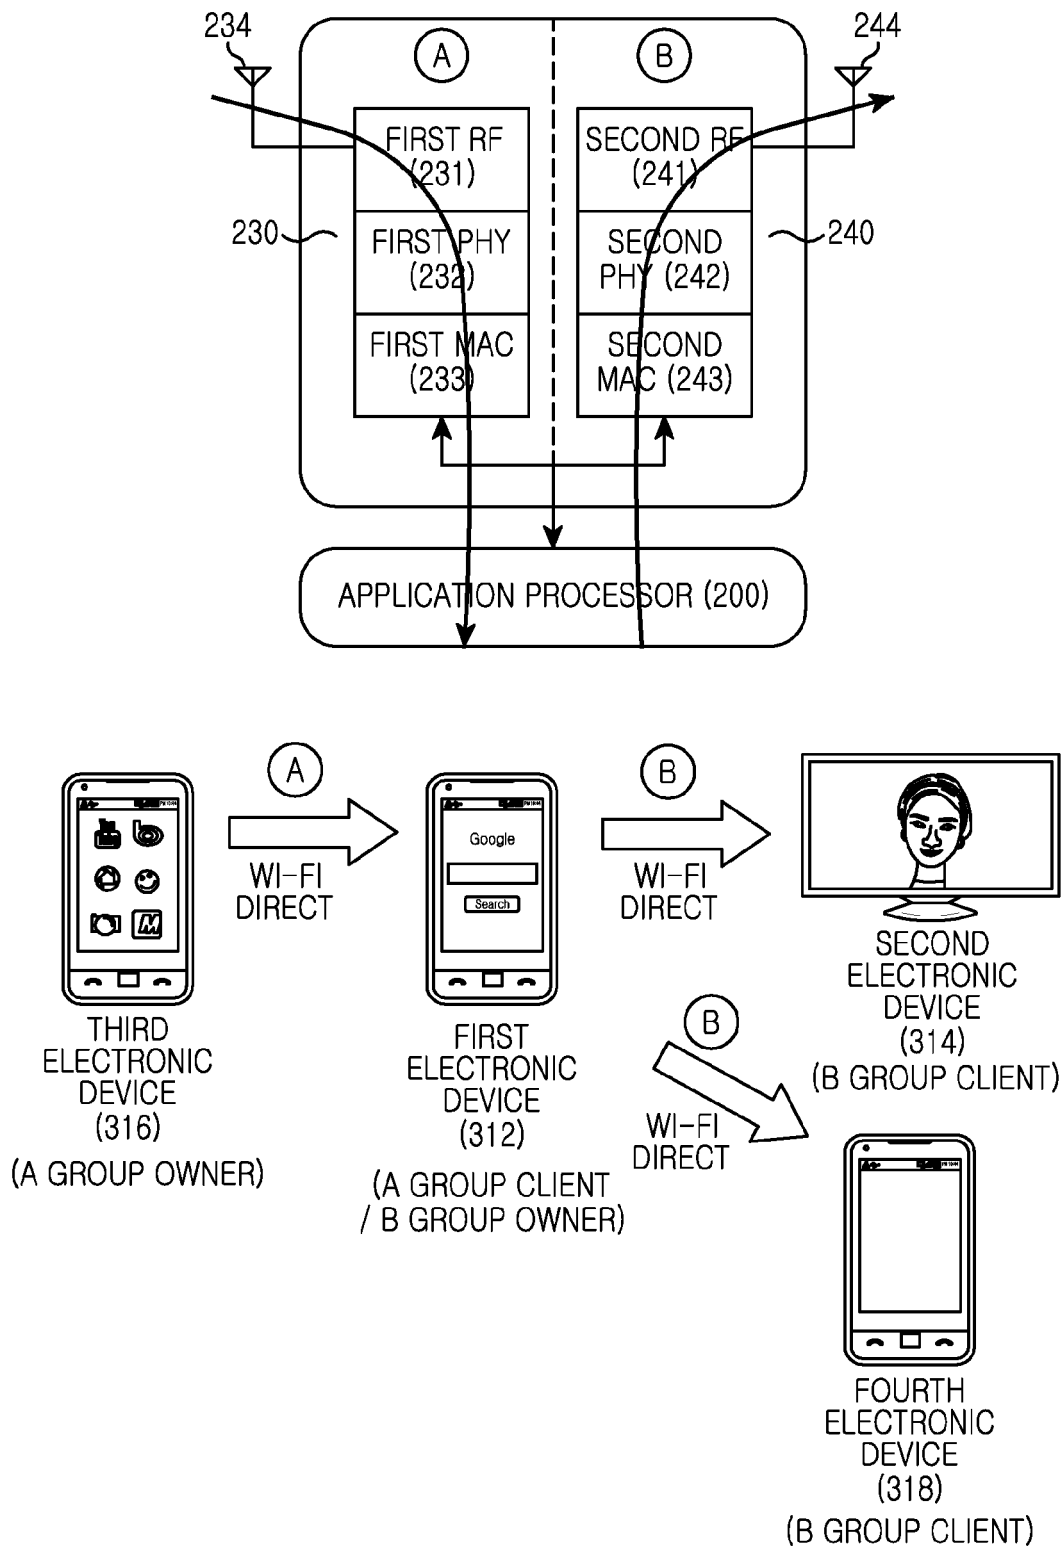 234
A
B
244
FIRST RF
(231)
SECOND RF
(241)
230
FIRST PHY
(232)
SECOND
PHY (242)
240
FIRST MAC
(233)
SECOND
MAC (243)
APPLICATION PROCESSOR (200)
A
WI-FI
DIRECT
Google
Search
B
WI-FI
DIRECT
THIRD
ELECTRONIC
DEVICE
(316)
(A GROUP OWNER)
FIRST
ELECTRONIC
DEVICE
(312)
(A GROUP CLIENT
/ B GROUP OWNER)
SECOND
ELECTRONIC
DEVICE
(314)
(B GROUP CLIENT)
B
WI-FI
DIRECT
FOURTH
ELECTRONIC
DEVICE
(318)
(B GROUP CLIENT)